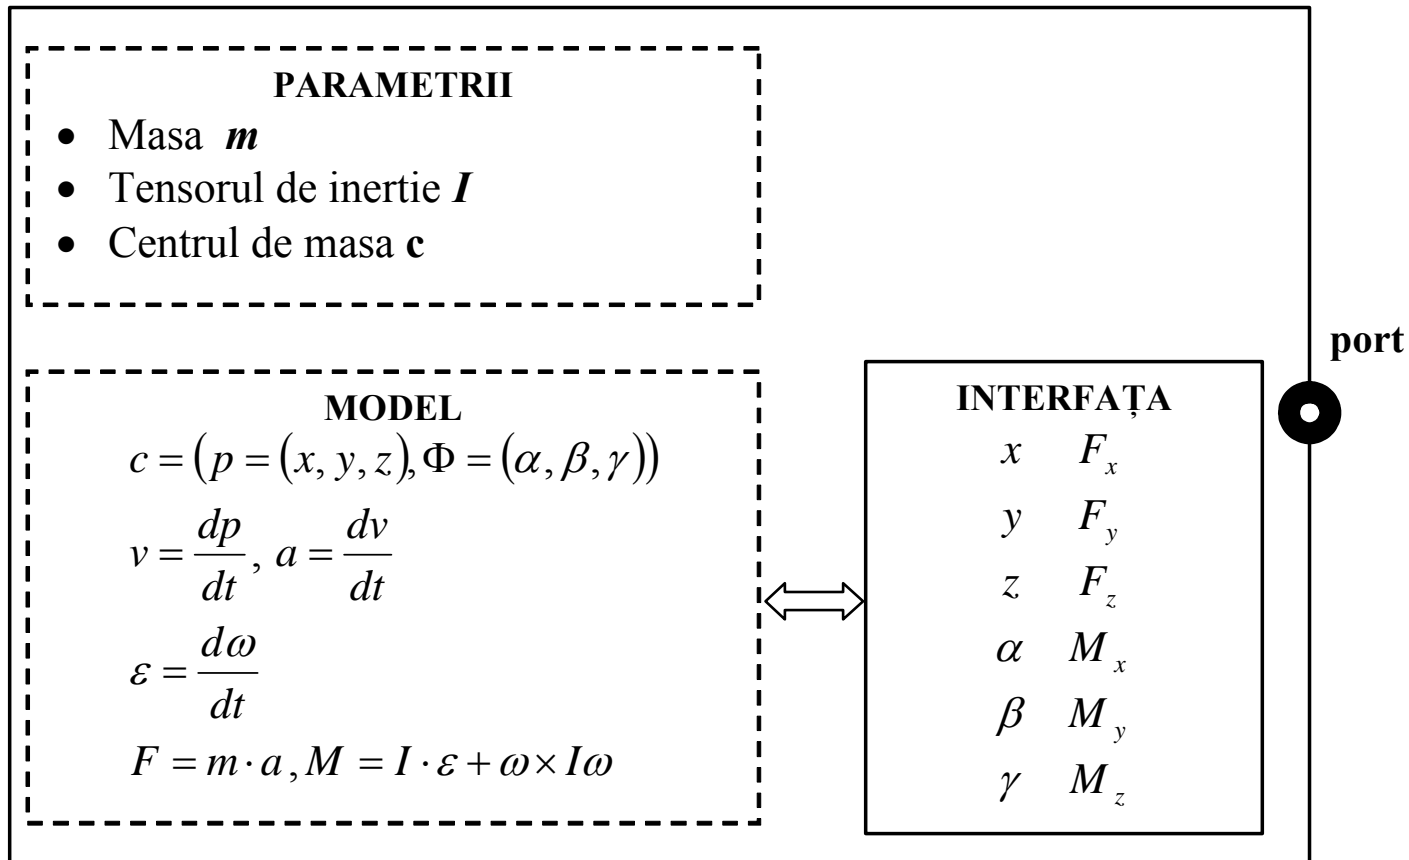 PARAMETRII
• Masa m
• Tensorul de inertie I
• Centrul de masa c
port
MODEL
c = (p = (x, y, z), Φ = (α, β, γ))
v = dp/dt, a = dv/dt
ε = dω/dt
F = m · a, M = I · ε + ω × Iω
INTERFAȚA
x F_x
y F_y
z F_z
α M_x
β M_y
γ M_z